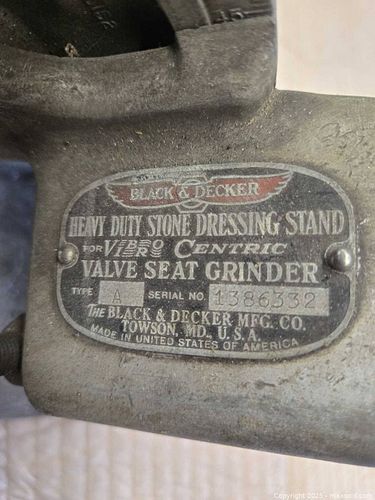 45
BLACK & DECKER
HEAVY DUTY STONE DRESSING STAND
FOR VIBRO CENTRIC
VALVE SEAT GRINDER
TYPE A SERIAL NO. 1386332
THE BLACK & DECKER MFG. CO.
TOWSON, MD., U.S.A.
MADE IN UNITED STATES OF AMERICA